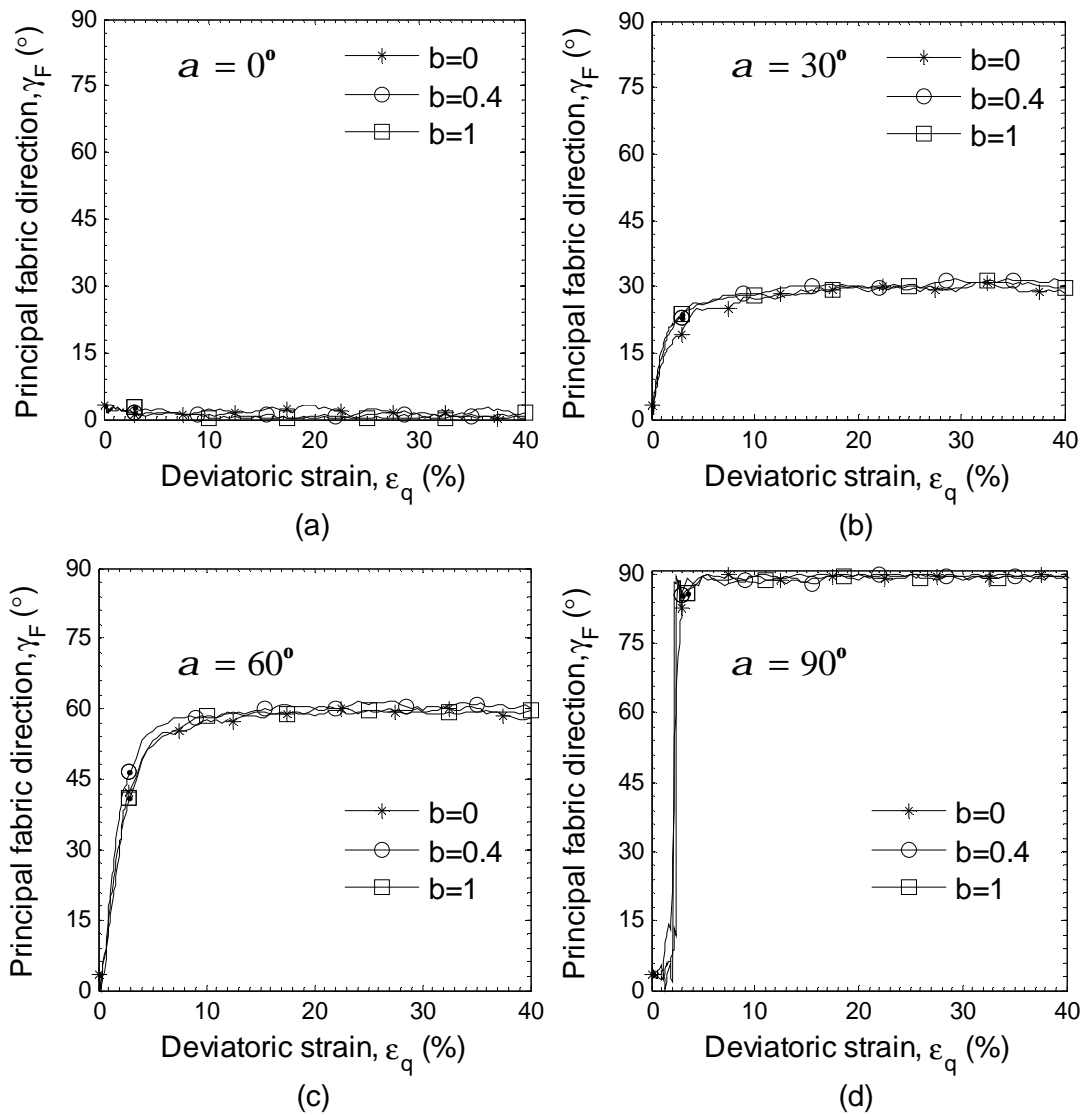 90
75
60
45
30
15
0
Principal fabric direction,γF (°)
a = 0°
b=0
b=0.4
b=1
0 10 20 30 40
Deviatoric strain, εq (%)
(a)
90
75
60
45
30
15
0
Principal fabric direction,γF (°)
a = 30°
b=0
b=0.4
b=1
0 10 20 30 40
Deviatoric strain, εq (%)
(b)
90
75
60
45
30
15
0
Principal fabric direction,γF (°)
a = 60°
b=0
b=0.4
b=1
0 10 20 30 40
Deviatoric strain, εq (%)
(c)
90
75
60
45
30
15
0
Principal fabric direction,γF (°)
a = 90°
b=0
b=0.4
b=1
0 10 20 30 40
Deviatoric strain, εq (%)
(d)